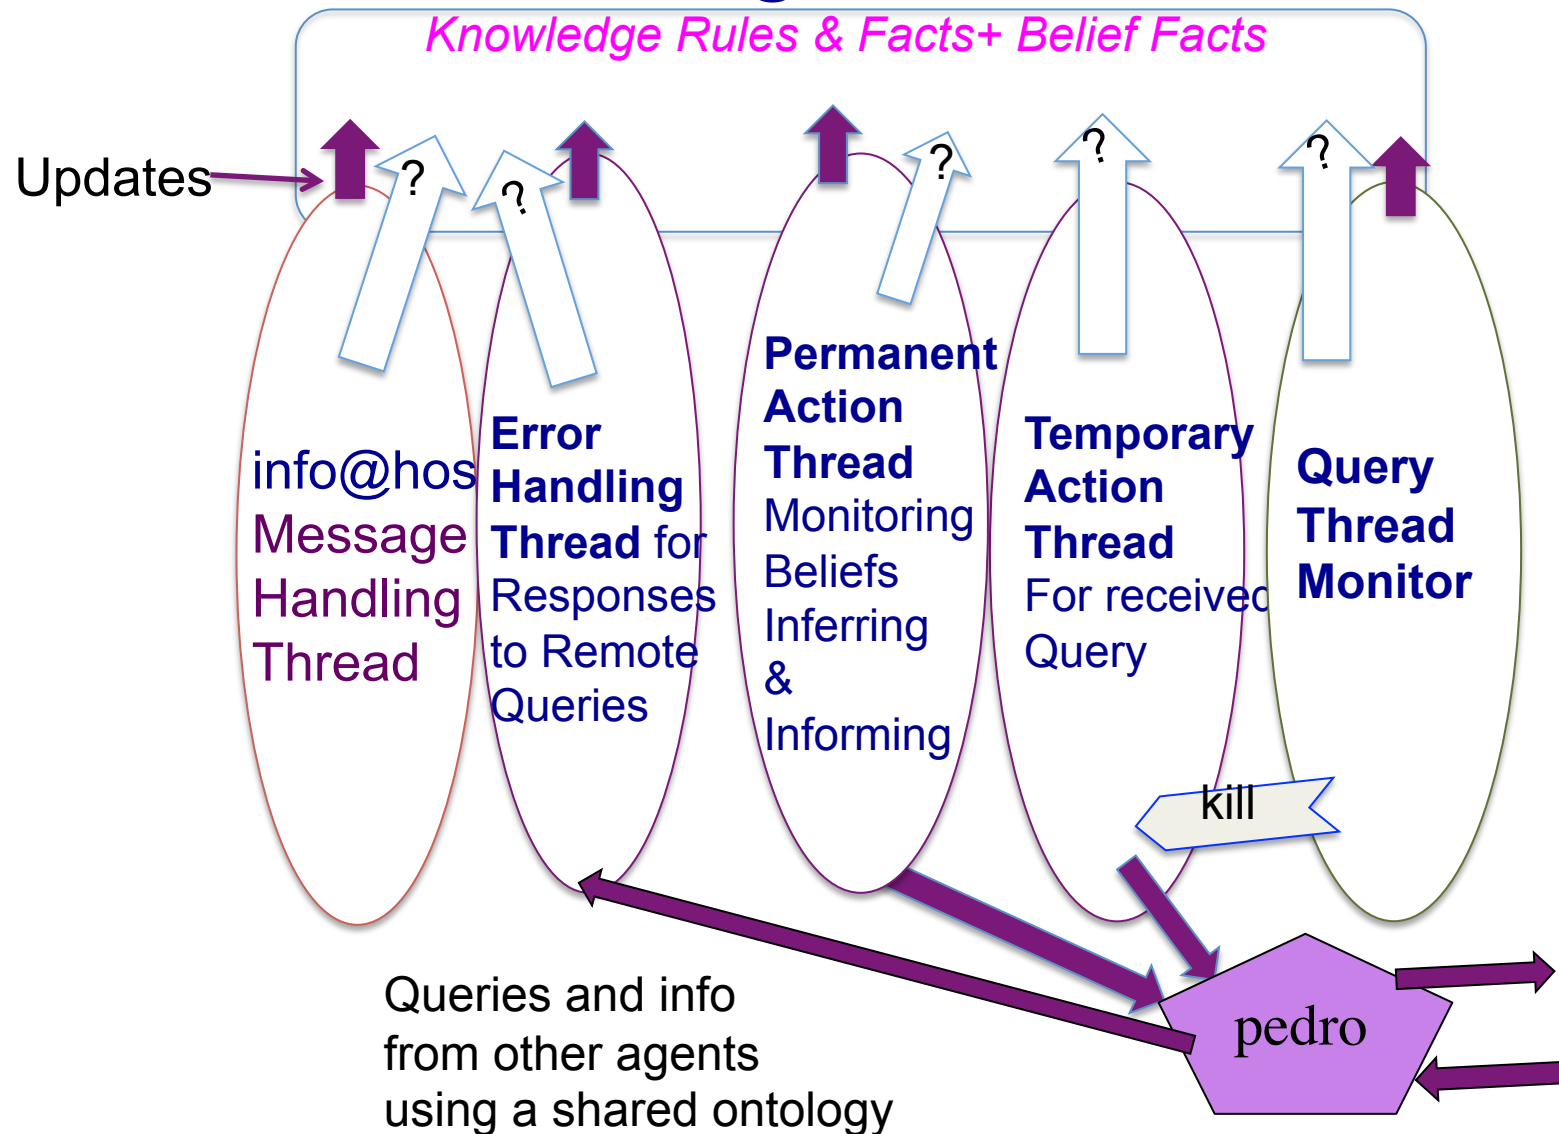 Knowledge Rules & Facts+ Belief Facts
Updates
?
?
?
?
?
info@hos
Message
Handling
Thread
Error
Handling
Thread for
Responses
to Remote
Queries
Permanent
Action
Thread
Monitoring
Beliefs
Inferring
&
Informing
Temporary
Action
Thread
For received
Query
Query
Thread
Monitor
kill
pedro
Queries and info
from other agents
using a shared ontology